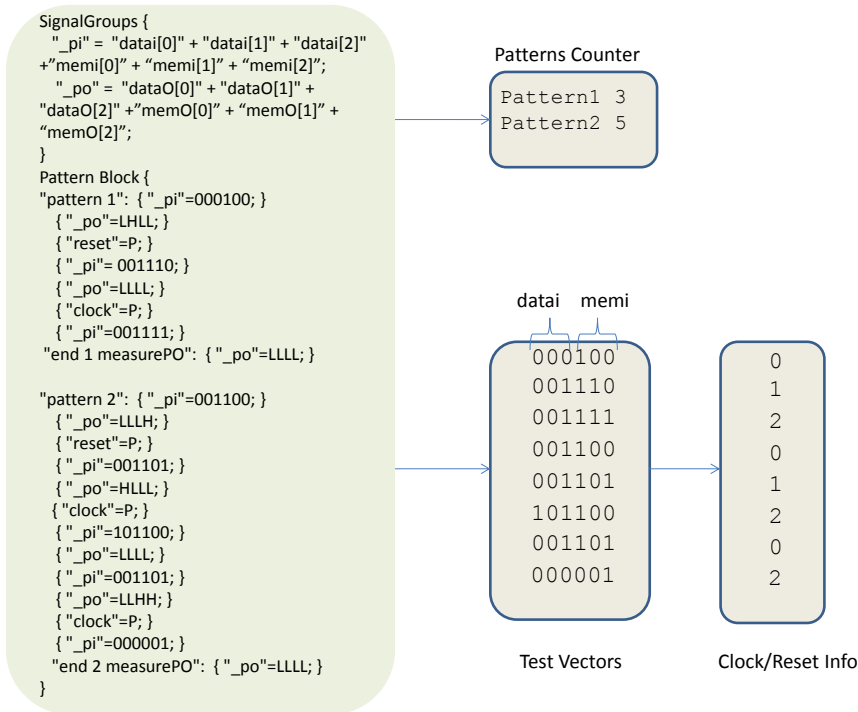 SignalGroups {
"_pi" = "datai[0]" + "datai[1]" + "datai[2]"
+”memi[0]” + “memi[1]” + “memi[2]”;
"_po" = "dataO[0]" + "dataO[1]" +
"dataO[2]" +”memO[0]” + “memO[1]” +
“memO[2]”;
}
Pattern Block {
"pattern 1": { "_pi"=000100; }
{ "_po"=LHLL; }
{ "reset"=P; }
{ "_pi"= 001110; }
{ "_po"=LLLL; }
{ "clock"=P; }
{ "_pi"=001111; }
"end 1 measurePO": { "_po"=LLLL; }
"pattern 2": { "_pi"=001100; }
{ "_po"=LLLH; }
{ "reset"=P; }
{ "_pi"=001101; }
{ "_po"=HLLL; }
{ "clock"=P; }
{ "_pi"=101100; }
{ "_po"=LLLL; }
{ "_pi"=001101; }
{ "_po"=LLHH; }
{ "clock"=P; }
{ "_pi"=000001; }
"end 2 measurePO": { "_po"=LLLL; }
}
Patterns Counter
Pattern1 3
Pattern2 5
datai memi
000100
001110
001111
001100
001101
101100
001101
000001
Test Vectors
0
1
2
0
1
2
0
2
Clock/Reset Info